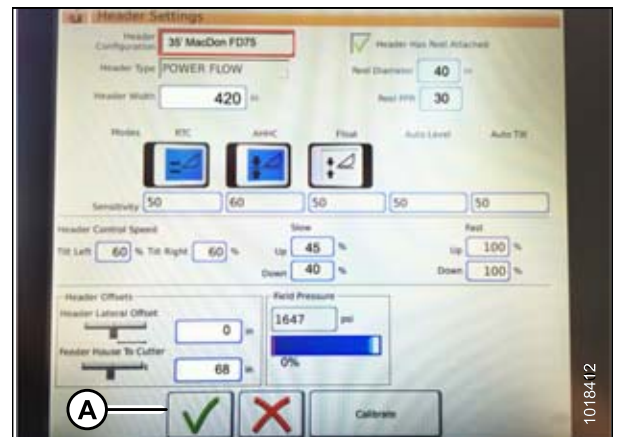 Header Settings
Header Configuration 35' MacDon FD75
Header Has Reel Attached
Header Type POWER FLOW
Reel Diameter 40 in
Header Width 420 in
Reel PPR 30
Modes RTC AHHC Float Auto Level Auto Tilt
Sensitivity 50 60 50 50 50
Header Control Speed
Slow Fast
Tilt Left 60 % Tilt Right 60 % Up 45 % Up 100 %
Down 40 % Down 100 %
Header Offsets
Field Pressure
Header Lateral Offset
0 in
1647 psi
Feeder House To Cutter
68 in
0%
A
Calibrate
1018412